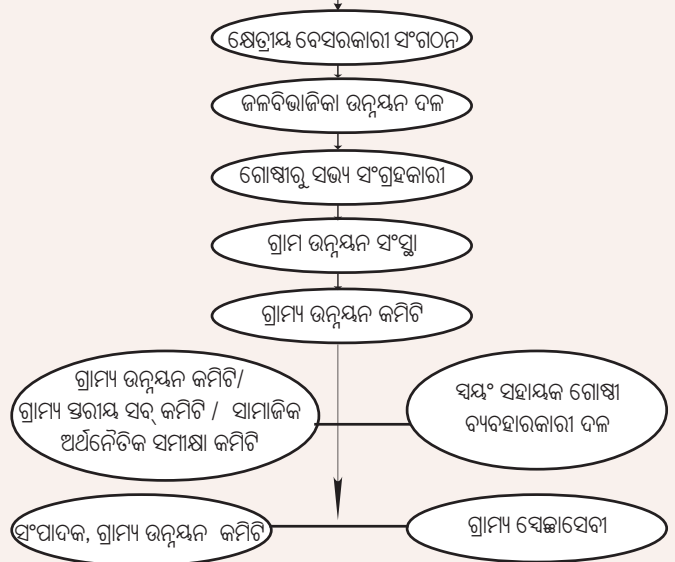 କ୍ଷେତ୍ରୀୟ ବେସରକାରୀ ସଂଗଠନ
ଜଳବିଭାଜିକା ଉନ୍ନୟନ ଦଳ
ଗୋଷ୍ଠୀରୁ ସଭ୍ୟ ସଂଗ୍ରହକାରୀ
ଗ୍ରାମ ଉନ୍ନୟନ ସଂସ୍ଥା
ଗ୍ରାମ୍ୟ ଉନ୍ନୟନ କମିଟି
ଗ୍ରାମ୍ୟ ଉନ୍ନୟନ କମିଟି/
ଗ୍ରାମ୍ୟ ସ୍ତରୀୟ ସବ୍ କମିଟି / ସାମାଜିକ
ଅର୍ଥନୈତିକ ସମୀକ୍ଷା କମିଟି
ସ୍ୱୟଂ ସହାୟକ ଗୋଷ୍ଠୀ
ବ୍ୟବହାରକାରୀ ଦଳ
ସଂପାଦକ, ଗ୍ରାମ୍ୟ ଉନ୍ନୟନ କମିଟି
ଗ୍ରାମ୍ୟ ସ୍ୱେଚ୍ଛାସେବୀ